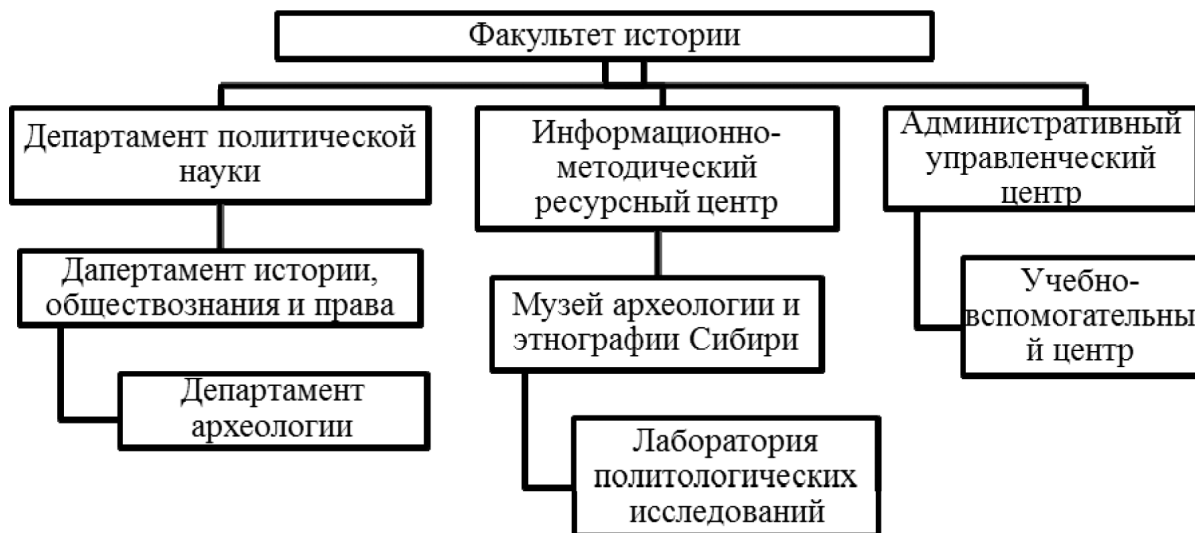 Факультет истории
Департамент политической
науки
Информационно-
методический
ресурсный центр
Административный
управленческий
центр
Дапертамент истории,
обществознания и права
Музей археологии и
этнографии Сибири
Учебно-
вспомогательны
й центр
Департамент
археологии
Лаборатория
политологических
исследований